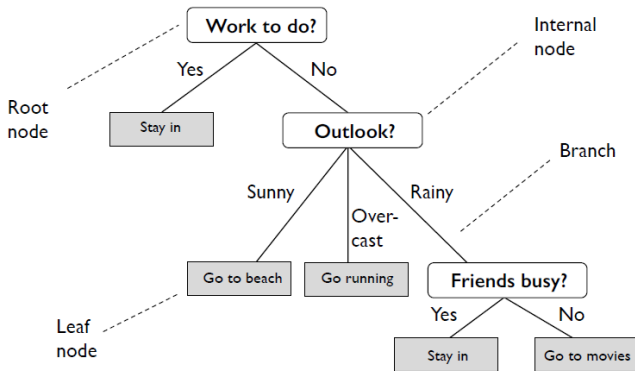 Work to do?
Internal
node
Yes
No
Root
node
Stay in
Outlook?
Branch
Sunny
Over-
cast
Rainy
Go to beach
Go running
Friends busy?
Leaf
node
Yes
No
Stay in
Go to movies